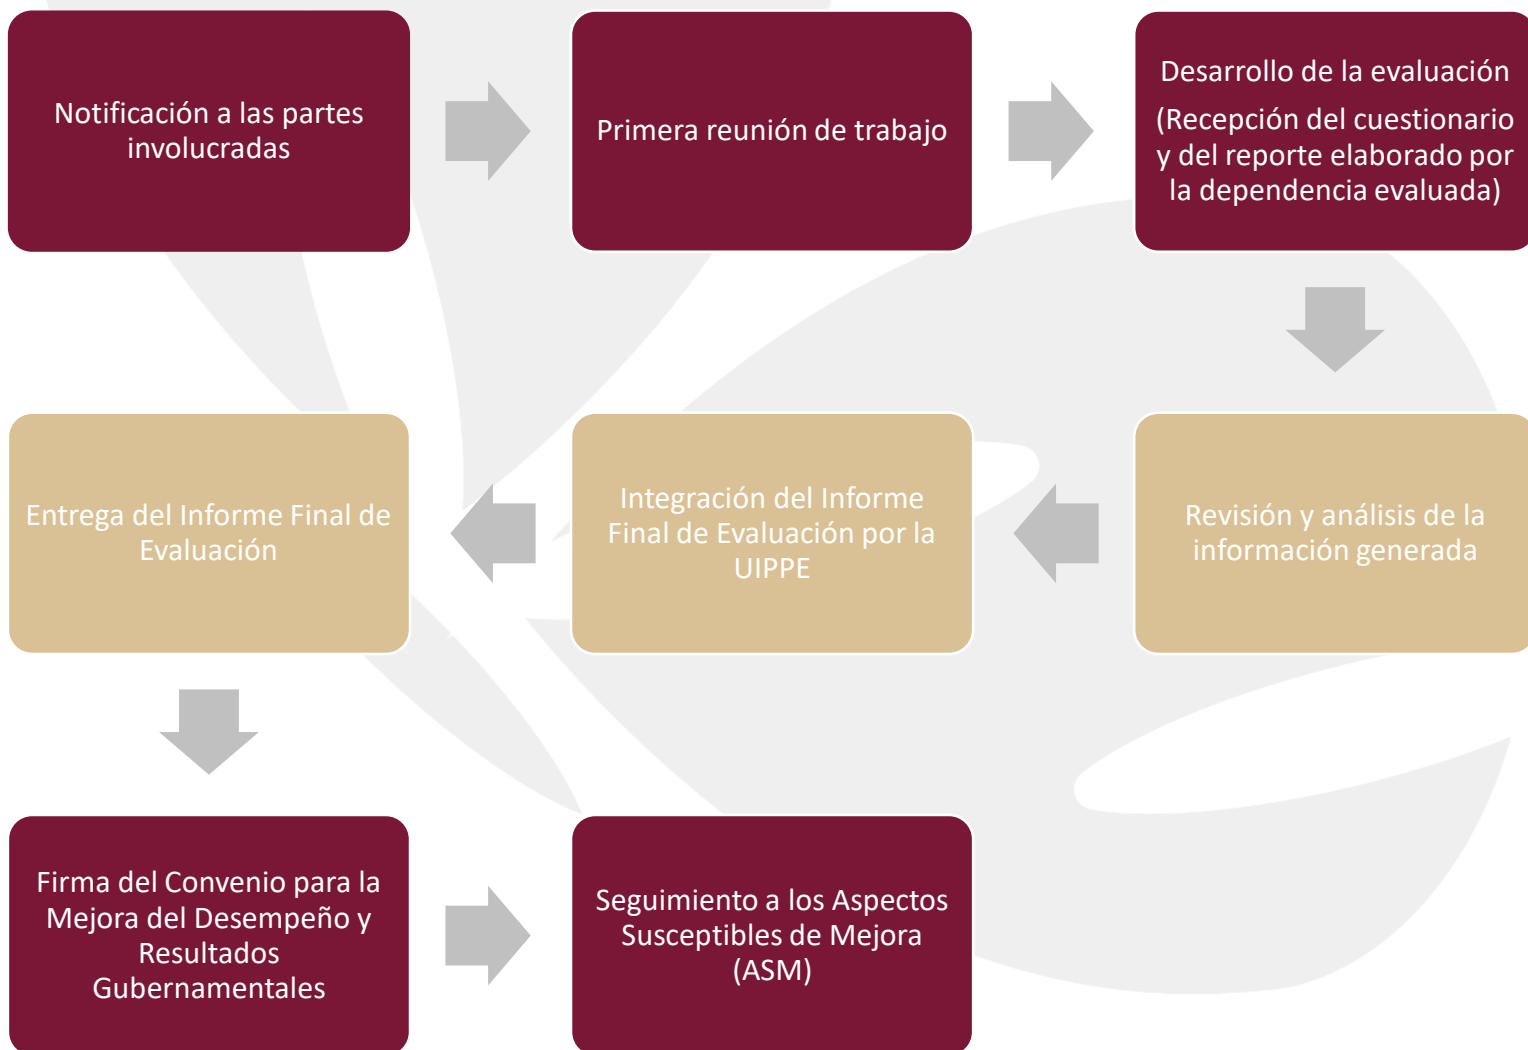 Notificación a las partes
involucradas
Primera reunión de trabajo
Desarrollo de la evaluación
(Recepción del cuestionario
y del reporte elaborado por
la dependencia evaluada)
Revisión y análisis de la
información generada
Integración del Informe
Final de Evaluación por la
UIPPE
Entrega del Informe Final de
Evaluación
Firma del Convenio para la
Mejora del Desempeño y
Resultados
Gubernamentales
Seguimiento a los Aspectos
Susceptibles de Mejora
(ASM)